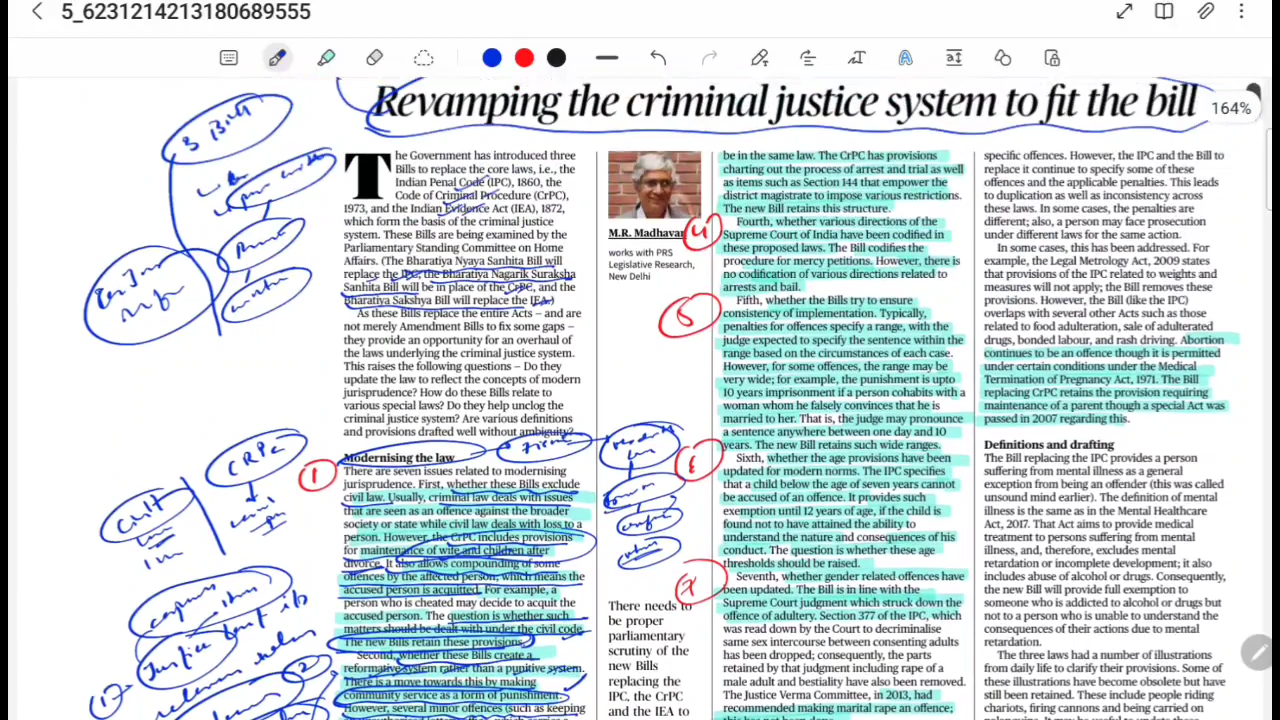 5_6231214213180689555
Revamping the criminal justice system to fit the bill
164%
3 Bills
The Government has introduced three
Bills to replace the core laws, i.e., the
Indian Penal Code (IPC), 1860, the
Code of Criminal Procedure (CrPC),
1973, and the Indian Evidence Act (IEA), 1872,
which form the basis of the criminal justice
system. These Bills are being examined by the
Parliamentary Standing Committee on Home
Affairs. (The Bharatiya Nyaya Sanhita Bill will
replace the IPC, the Bharatiya Nagarik Suraksha
Sanhita Bill will be in place of the CrPC, and the
Bharatiya Sakshya Bill will replace the IEA.)
As these Bills replace the entire Acts – and are
not merely Amendment Bills to fix some gaps –
they provide an opportunity for an overhaul of
the laws underlying the criminal justice system.
This raises the following questions – Do they
update the law to reflect the concepts of modern
jurisprudence? How do these Bills relate to
various special laws? Do they help unclog the
criminal justice system? Are various definitions
and provisions drafted well without ambiguity?
CRPC
Civil
1
Modernising the law
There are seven issues related to modernising
jurisprudence. First, whether these Bills exclude
civil law. Usually, criminal law deals with issues
that are seen as an offence against the broader
society or state while civil law deals with loss to a
person. However, the CrPC includes provisions
for maintenance of wife and children after
divorce. It also allows compounding of some
offences by the affected person, which means the
accused person is acquitted. For example, a
person who is cheated may decide to acquit the
accused person. The question is whether such
matters should be dealt with under the civil code.
The new Bills retain these provisions.
Second, whether these Bills create a
reformative system rather than a punitive system.
There is a move towards this by making
community service as a form of punishment.
However, several minor offences (such as keeping
Justice
2
M.R. Madhavan
works with PRS
Legislative Research,
New Delhi
There needs to
be proper
parliamentary
scrutiny of the
new Bills
replacing the
IPC, the CrPC
and the IEA to
be in the same law. The CrPC has provisions
charting out the process of arrest and trial as well
as items such as Section 144 that empower the
district magistrate to impose various restrictions.
The new Bill retains this structure.
4
Fourth, whether various directions of the
Supreme Court of India have been codified in
these proposed laws. The Bill codifies the
procedure for mercy petitions. However, there is
no codification of various directions related to
arrests and bail.
5
Fifth, whether the Bills try to ensure
consistency of implementation. Typically,
penalties for offences specify a range, with the
judge expected to specify the sentence within the
range based on the circumstances of each case.
However, for some offences, the range may be
very wide; for example, the punishment is upto
10 years imprisonment if a person cohabits with a
woman whom he falsely convinces that he is
married to her. That is, the judge may pronounce
a sentence anywhere between one day and 10
years. The new Bill retains such wide ranges.
6
Sixth, whether the age provisions have been
updated for modern norms. The IPC specifies
that a child below the age of seven years cannot
be accused of an offence. It provides such
exemption until 12 years of age, if the child is
found not to have attained the ability to
understand the nature and consequences of his
conduct. The question is whether these age
thresholds should be raised.
7
Seventh, whether gender related offences have
been updated. The Bill is in line with the
Supreme Court judgment which struck down the
offence of adultery. Section 377 of the IPC, which
was read down by the Court to decriminalise
same sex intercourse between consenting adults
has been dropped; consequently, the parts
retained by that judgment including rape of a
male adult and bestiality have also been removed.
The Justice Verma Committee, in 2013, had
recommended making marital rape an offence;
this has not been done.
specific offences. However, the IPC and the Bill to
replace it continue to specify some of these
offences and the applicable penalties. This leads
to duplication as well as inconsistency across
these laws. In some cases, the penalties are
different; also, a person may face prosecution
under different laws for the same action.
In some cases, this has been addressed. For
example, the Legal Metrology Act, 2009 states
that provisions of the IPC related to weights and
measures will not apply; the Bill removes these
provisions. However, the Bill (like the IPC)
overlaps with several other Acts such as those
related to food adulteration, sale of adulterated
drugs, bonded labour, and rash driving. Abortion
continues to be an offence though it is permitted
under certain conditions under the Medical
Termination of Pregnancy Act, 1971. The Bill
replacing CrPC retains the provision requiring
maintenance of a parent though a special Act was
passed in 2007 regarding this.
Definitions and drafting
The Bill replacing the IPC provides a person
suffering from mental illness as a general
exception from being an offender (this was called
unsound mind earlier). The definition of mental
illness is the same as in the Mental Healthcare
Act, 2017. That Act aims to provide medical
treatment to persons suffering from mental
illness, and, therefore, excludes mental
retardation or incomplete development; it also
includes abuse of alcohol or drugs. Consequently,
the new Bill will provide full exemption to
someone who is addicted to alcohol or drugs but
not to a person who is unable to understand the
consequences of their actions due to mental
retardation.
The three laws had a number of illustrations
from daily life to clarify their provisions. Some of
these illustrations have become obsolete but have
still been retained. These include people riding
chariots, firing cannons and being carried on